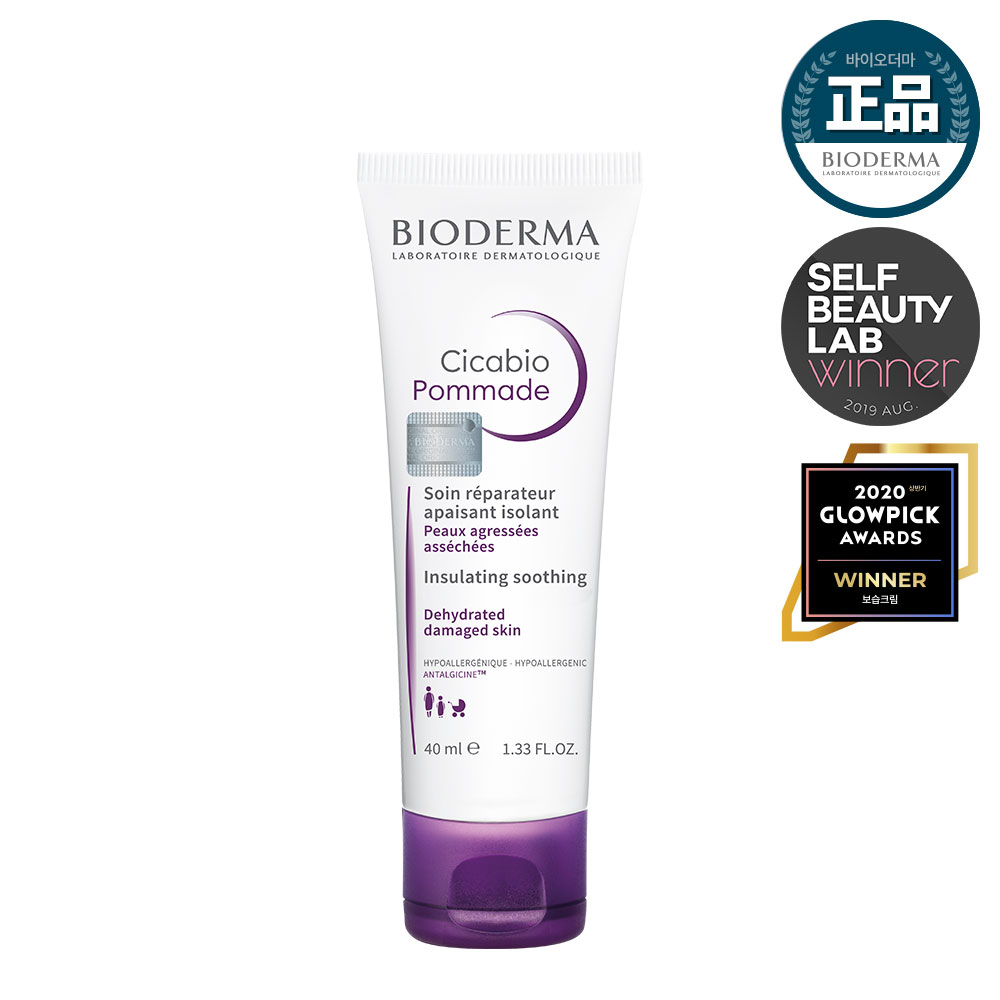 BIODERMA
LABORATOIRE DERMATOLOGIQUE
Cicabio
Pommade
BIODERMA
Soin réparateur
apaisant isolant
Peaux agressées
asséchées
Insulating soothing
Dehydrated
damaged skin
HYPOALLERGÉNIQUE - HYPOALLERGENIC
ANTALGICINE™
40 ml ℮ 1.33 FL.OZ.
바이오더마
正品
BIODERMA
LABORATOIRE DERMATOLOGIQUE
SELF
BEAUTY
LAB
winner
2019 AUG.
2020 상반기
GLOWPICK
AWARDS
WINNER
보습크림